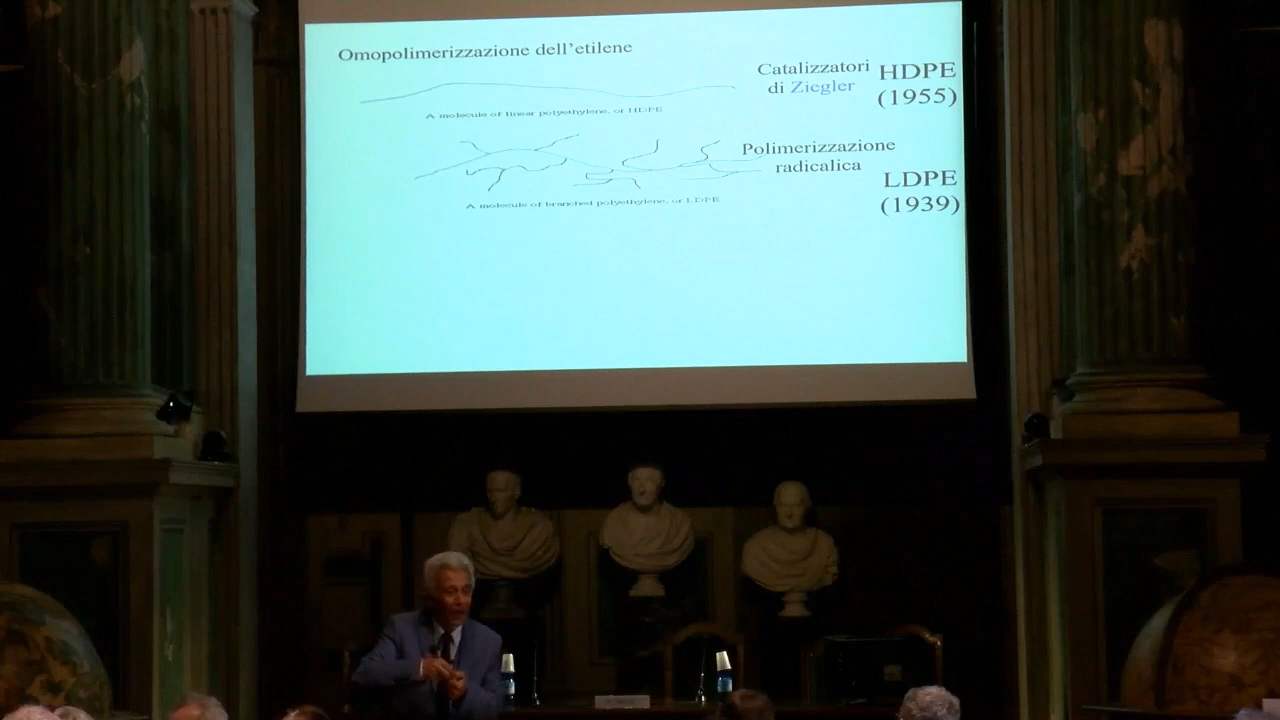 Omopolimerizzazione dell'etilene
Catalizzatori
di Ziegler
HDPE
(1955)
A molecule of linear polyethylene, or HDPE
Polimerizzazione
radicalica
LDPE
(1939)
A molecule of branched polyethylene, or LDPE